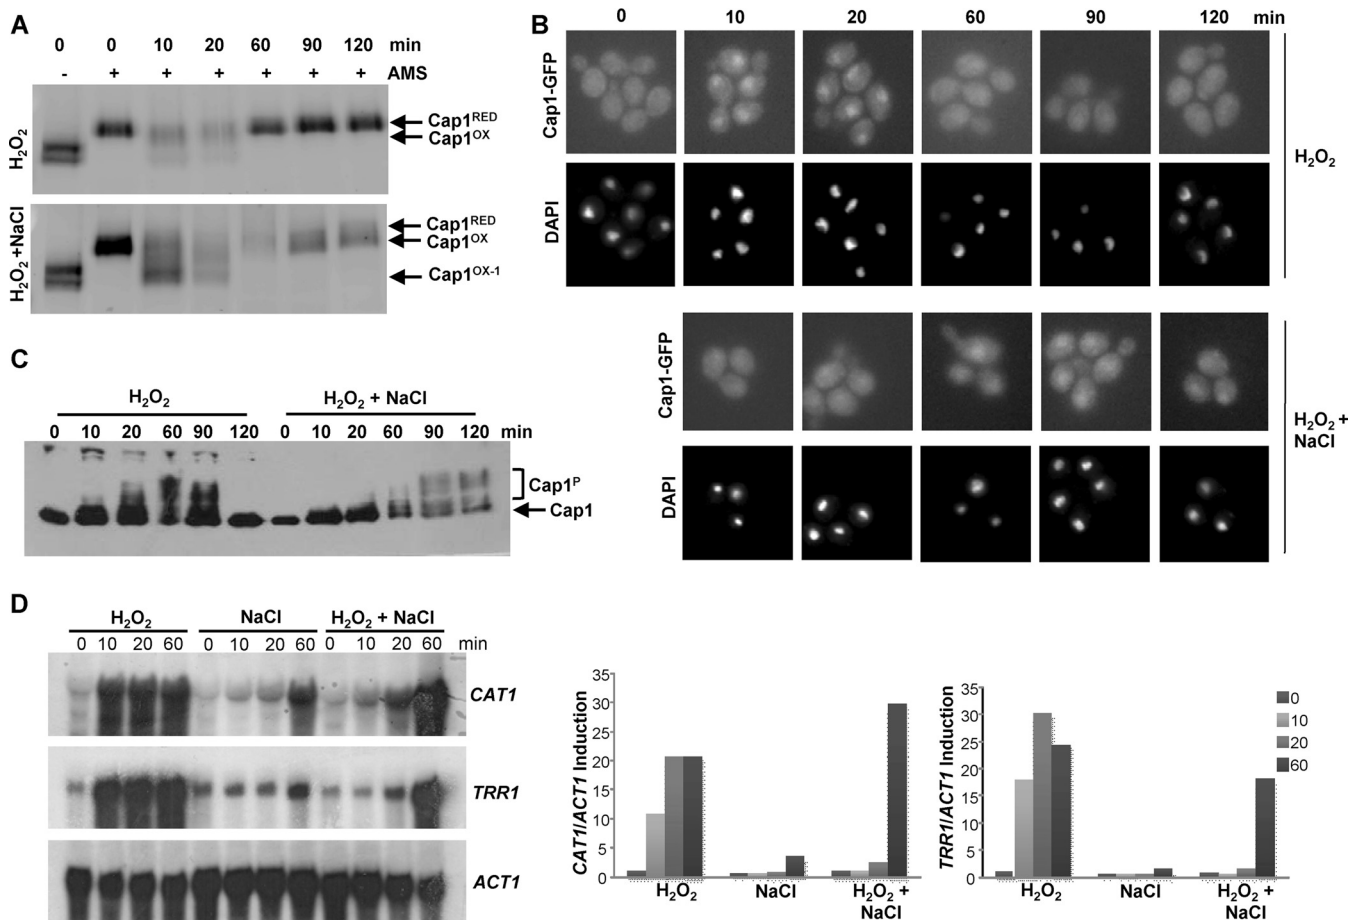 A
0 0 10 20 60 90 120 min
- + + + + + + AMS
H2O2
Cap1RED
Cap1OX
H2O2 +NaCl
Cap1RED
Cap1OX
Cap1OX-1
B
0 10 20 60 90 120 min
Cap1-GFP
DAPI
H2O2
Cap1-GFP
DAPI
H2O2 +
NaCl
C
H2O2 H2O2 + NaCl
0 10 20 60 90 120 0 10 20 60 90 120 min
Cap1P
Cap1
D
H2O2 NaCl H2O2 + NaCl
0 10 20 60 0 10 20 60 0 10 20 60 min
CAT1
TRR1
ACT1
CAT1/ACT1 Induction
35
30
25
20
15
10
5
0
H2O2 NaCl H2O2 +
NaCl
TRR1/ACT1 Induction
35
30
25
20
15
10
5
0
H2O2 NaCl H2O2 +
NaCl
0
10
20
60